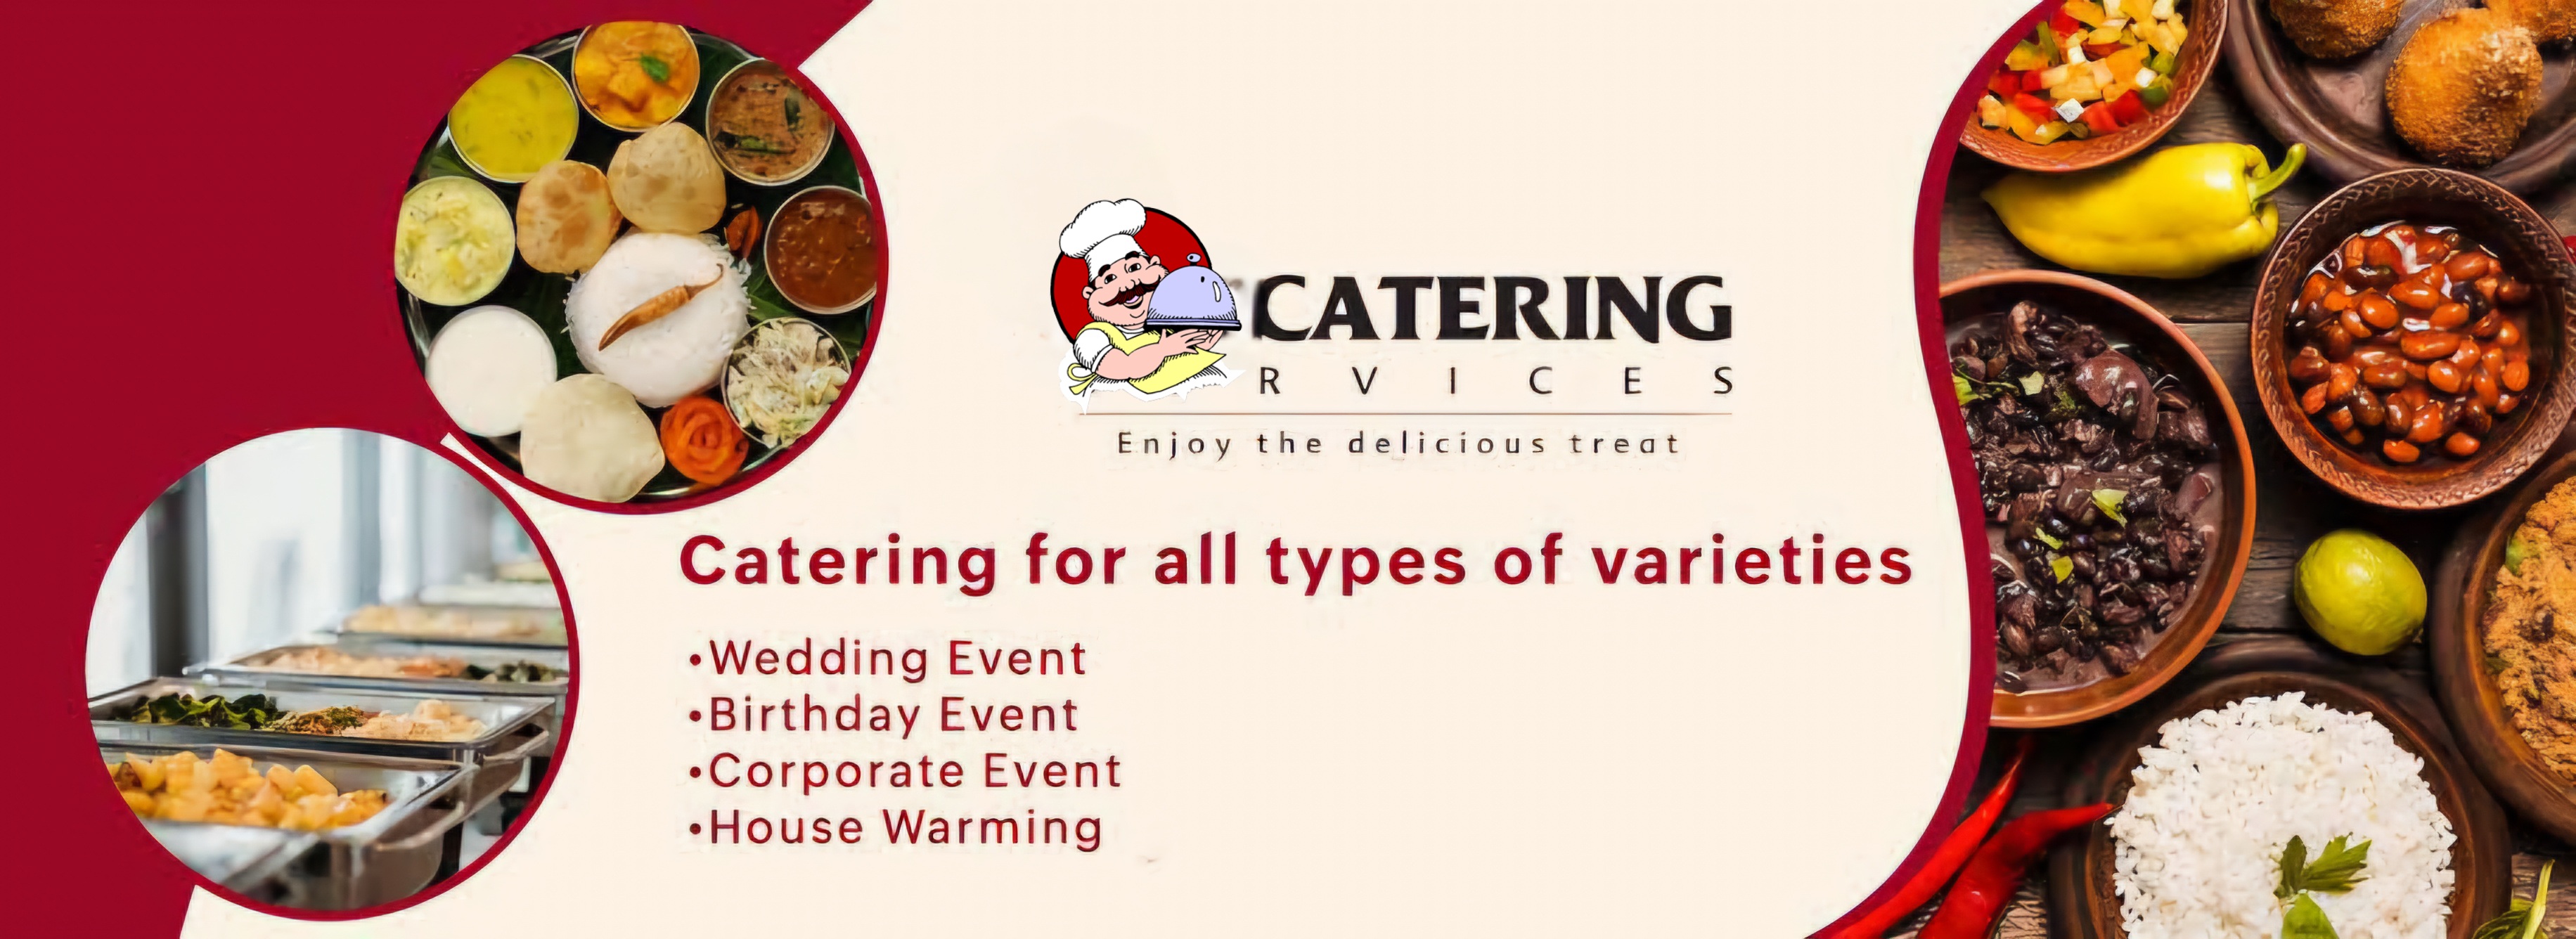 CATERING
RVICES
Enjoy the delicious treat
Catering for all types of varieties
•Wedding Event
•Birthday Event
•Corporate Event
•House Warming